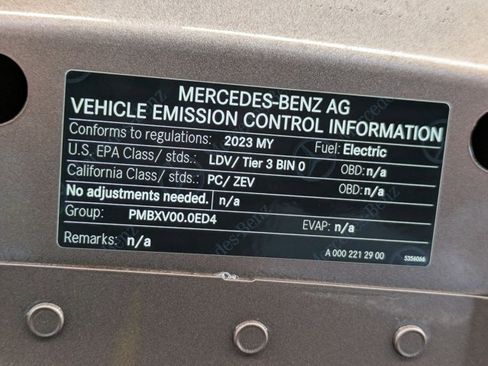 MERCEDES-BENZ AG
VEHICLE EMISSION CONTROL INFORMATION
Conforms to regulations: 2023 MY Fuel: Electric
U.S. EPA Class/ stds.: LDV/ Tier 3 BIN 0 OBD: n/a
California Class/ stds.: PC/ ZEV OBD: n/a
No adjustments needed. n/a
Group: PMBXV00.0ED4 EVAP: n/a
Remarks: n/a A 000 221 29 00 5356066